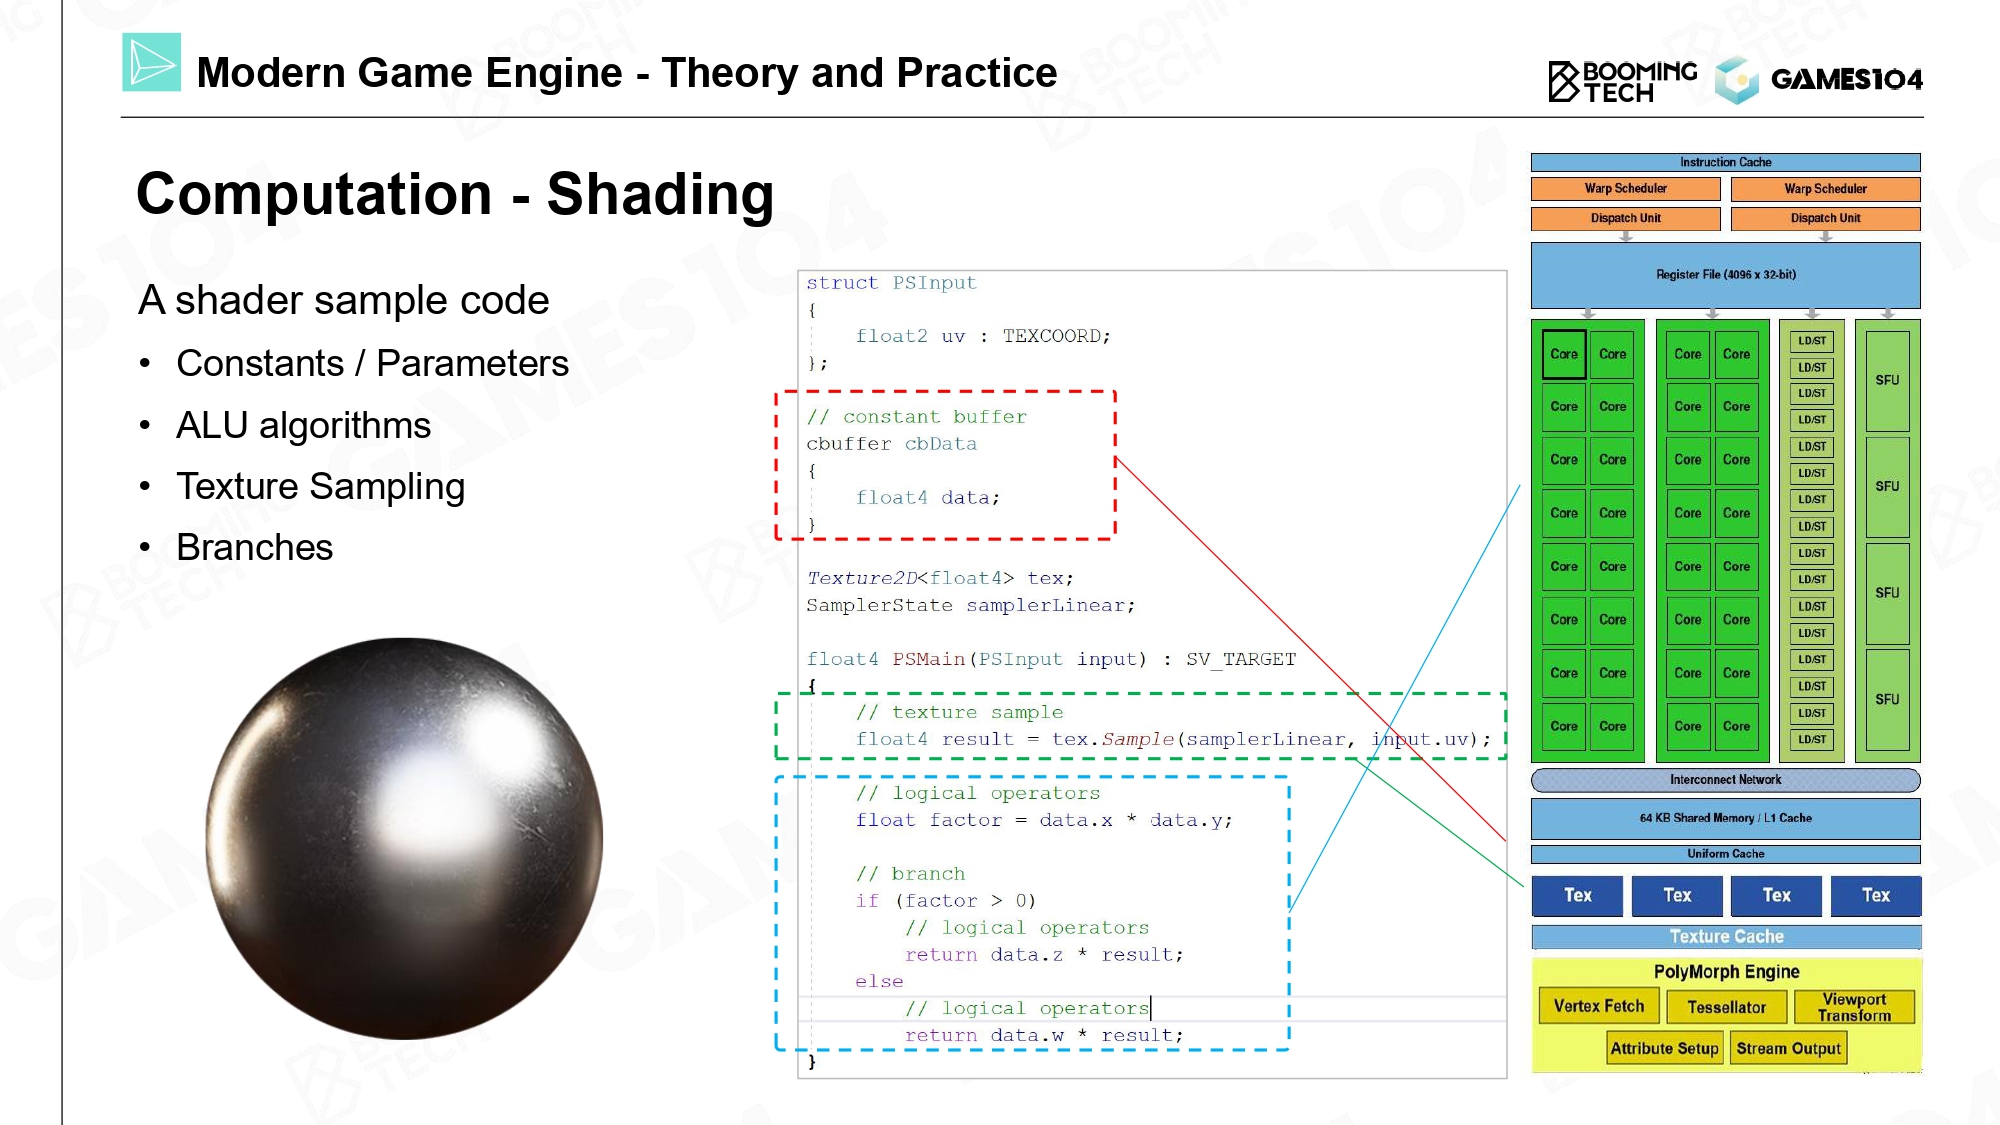 Modern Game Engine - Theory and Practice
BOOMING
TECH
GAMES104
Computation - Shading
A shader sample code
• Constants / Parameters
• ALU algorithms
• Texture Sampling
• Branches
struct PSInput
{
float2 uv : TEXCOORD;
};
// constant buffer
cbuffer cbData
{
float4 data;
}
Texture2D<float4> tex;
SamplerState samplerLinear;
float4 PSMain(PSInput input) : SV_TARGET
{
// texture sample
float4 result = tex.Sample(samplerLinear, input.uv);
// logical operators
float factor = data.x * data.y;
// branch
if (factor > 0)
// logical operators
return data.z * result;
else
// logical operators
return data.w * result;
}
Instruction Cache
Warp Scheduler Warp Scheduler
Dispatch Unit Dispatch Unit
Register File (4096 x 32-bit)
Core Core Core Core LD/ST
LD/ST
SFU
Core Core Core Core LD/ST
LD/ST
Core Core Core Core LD/ST
LD/ST
SFU
Core Core Core Core LD/ST
LD/ST
Core Core Core Core LD/ST
LD/ST
SFU
Core Core Core Core LD/ST
LD/ST
Core Core Core Core LD/ST
LD/ST
SFU
Core Core Core Core LD/ST
LD/ST
Interconnect Network
64 KB Shared Memory / L1 Cache
Uniform Cache
Tex Tex Tex Tex
Texture Cache
PolyMorph Engine
Vertex Fetch Tessellator Viewport
Transform
Attribute Setup Stream Output